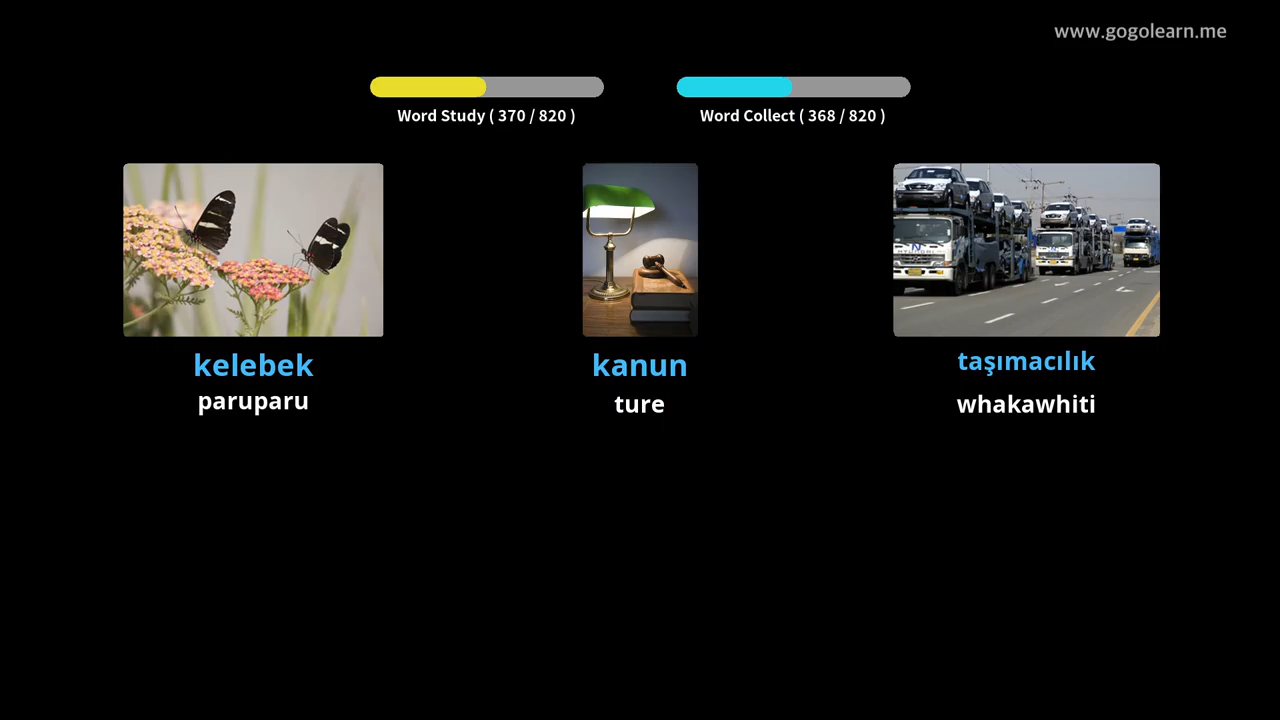 www.gogolearn.me
Word Study ( 370 / 820 )
Word Collect ( 368 / 820 )
kelebek
paruparu
kanun
ture
taşımacılık
whakawhiti